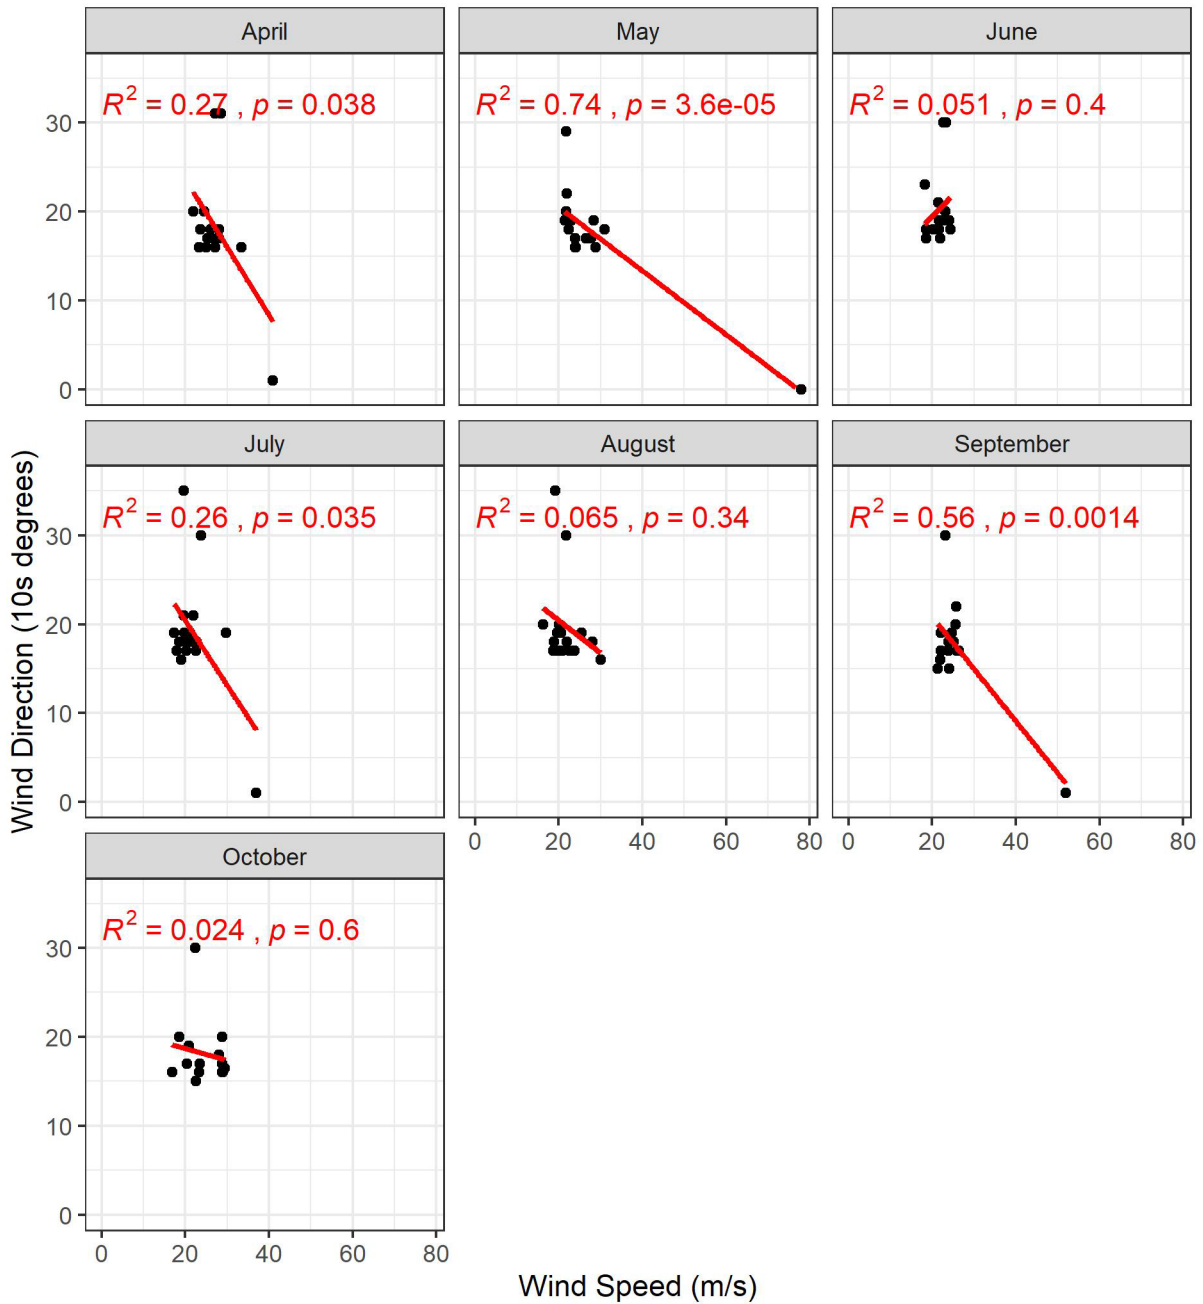 April May June
R² = 0.27 , p = 0.038 R² = 0.74 , p = 3.6e-05 R² = 0.051 , p = 0.4
30
20
10
0
July August September
R² = 0.26 , p = 0.035 R² = 0.065 , p = 0.34 R² = 0.56 , p = 0.0014
30
20
10
0
0 20 40 60 80 0 20 40 60 80
October
R² = 0.024 , p = 0.6
30
20
10
0
0 20 40 60 80
Wind Direction (10s degrees)
Wind Speed (m/s)